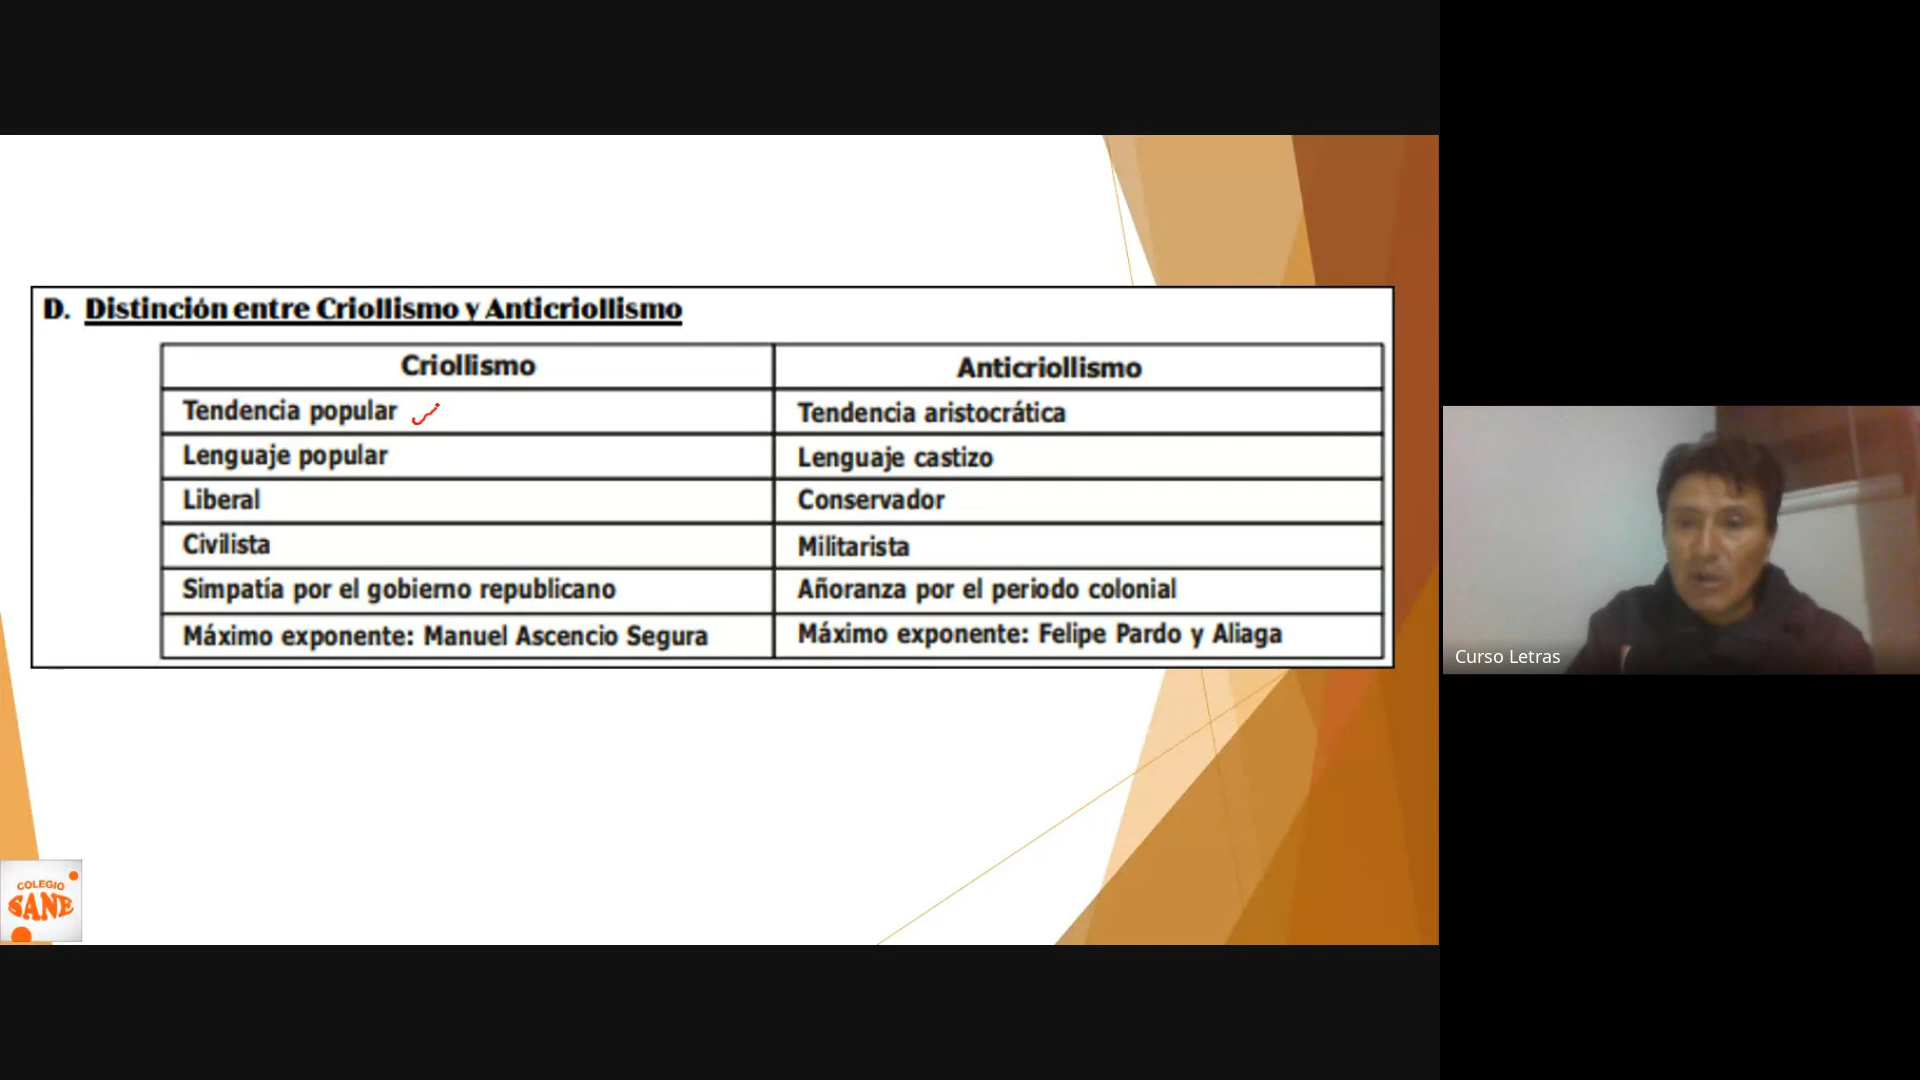 D. Distinción entre Criollismo y Anticriollismo
Criollismo Anticriollismo
Tendencia popular Tendencia aristocrática
Lenguaje popular Lenguaje castizo
Liberal Conservador
Civilista Militarista
Simpatía por el gobierno republicano Añoranza por el periodo colonial
Máximo exponente: Manuel Ascencio Segura Máximo exponente: Felipe Pardo y Aliaga
Curso Letras
COLEGIO
SANE